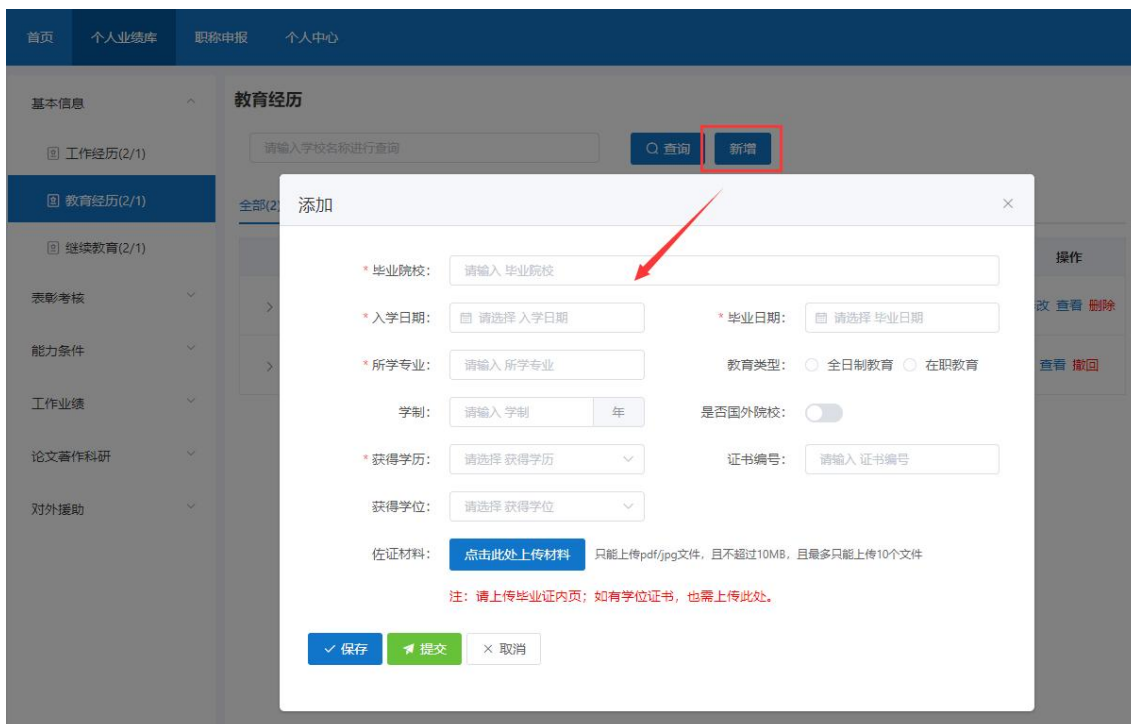 首页 个人业绩库 职称申报 个人中心
基本信息
工作经历(2/1)
教育经历(2/1)
继续教育(2/1)
表彰考核
能力条件
工作业绩
论文著作科研
对外援助
教育经历
请输入学校名称进行查询 查询 新增
全部(2)
操作
改 查看 删除
查看 撤回
添加
* 毕业院校： 请输入 毕业院校
* 入学日期： 请选择 入学日期 * 毕业日期： 请选择 毕业日期
* 所学专业： 请输入 所学专业 教育类型： 全日制教育 在职教育
学制： 请输入 学制 年 是否国外院校：
* 获得学历： 请选择 获得学历 证书编号： 请输入 证书编号
获得学位： 请选择 获得学位
佐证材料： 点击此处上传材料 只能上传pdf/jpg文件，且不超过10MB，且最多只能上传10个文件
注：请上传毕业证内页；如有学位证书，也需上传此处。
保存 提交 取消